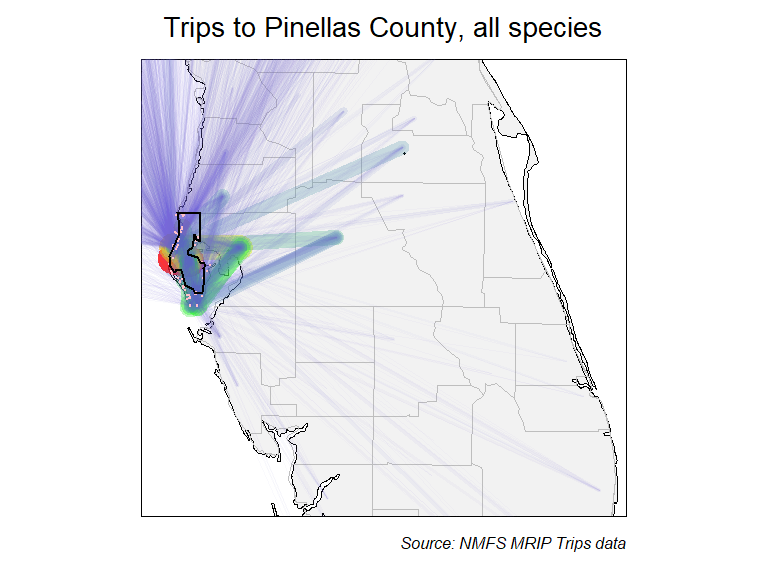 Trips to Pinellas County, all species
Source: NMFS MRIP Trips data